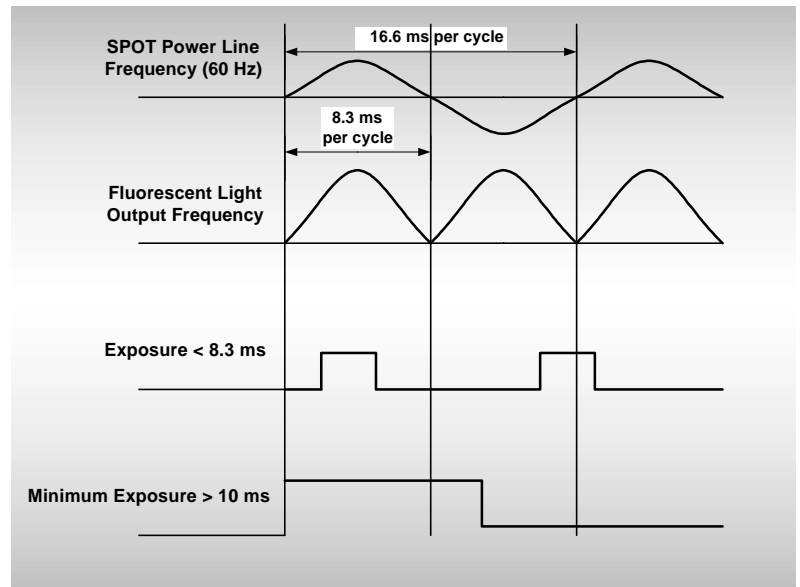 SPOT Power Line
Frequency (60 Hz)
16.6 ms per cycle
8.3 ms
per cycle
Fluorescent Light
Output Frequency
Exposure < 8.3 ms
Minimum Exposure > 10 ms